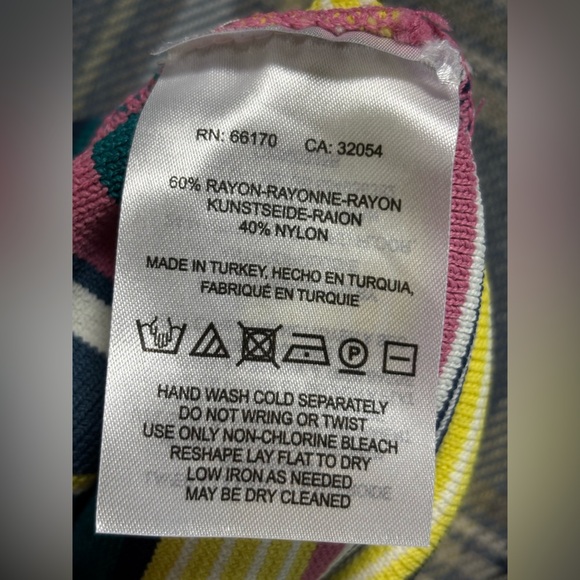 RN: 66170 CA: 32054
60% RAYON-RAYONNE-RAYON
KUNSTSEIDE-RAION
40% NYLON
MADE IN TURKEY, HECHO EN TURQUIA,
FABRIQUÉ EN TURQUIE
P
HAND WASH COLD SEPARATELY
DO NOT WRING OR TWIST
USE ONLY NON-CHLORINE BLEACH
RESHAPE LAY FLAT TO DRY
LOW IRON AS NEEDED
MAY BE DRY CLEANED